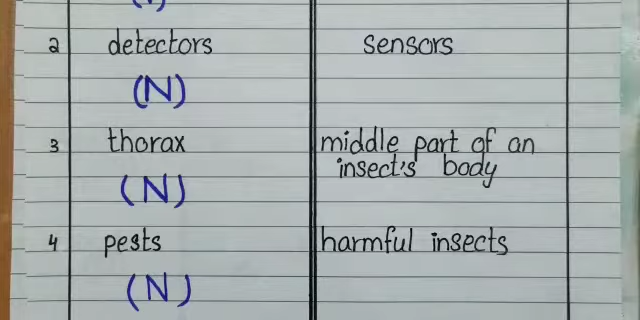 2 detectors sensors
(N)
3 thorax middle part of an
insect's body
(N)
4 pests harmful insects
(N)